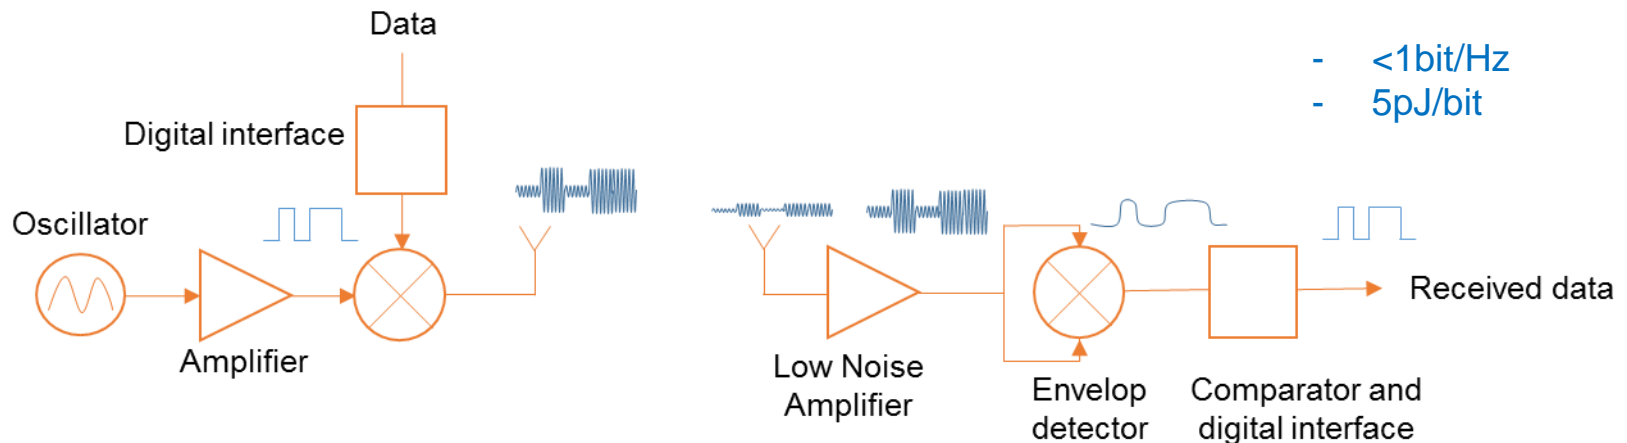 Data
- <1bit/Hz
- 5pJ/bit
Digital interface
Oscillator
Received data
Amplifier
Low Noise
Amplifier
Envelop
detector
Comparator and
digital interface